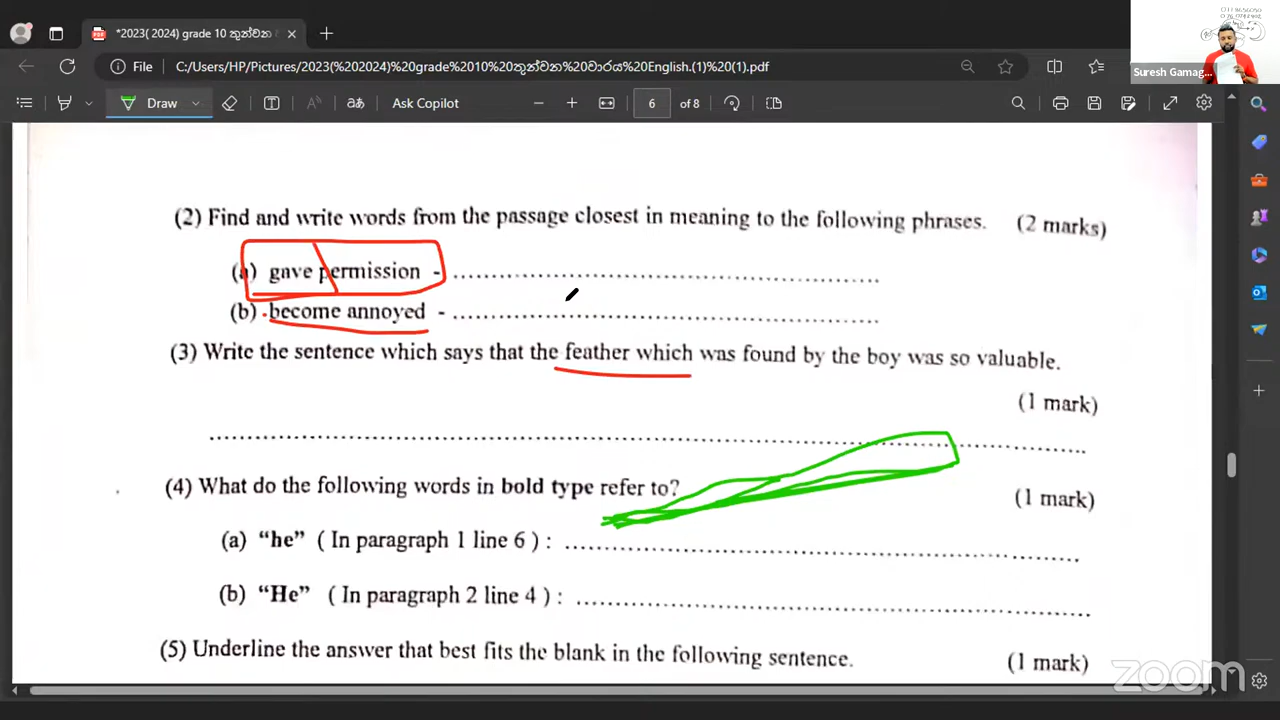 *2023( 2024) grade 10 තුන්වන
File
C:/Users/HP/Pictures/2023(%202024)%20grade%2010%20තුන්වන%20වාරය%20English.(1)%20(1).pdf
Suresh Gamag...
Draw
Ask Copilot
6 of 8
(2) Find and write words from the passage closest in meaning to the following phrases. (2 marks)
(a) gave permission - ................................................................
(b) become annoyed - ................................................................
(3) Write the sentence which says that the feather which was found by the boy was so valuable.
(1 mark)
................................................................................................................................
(4) What do the following words in bold type refer to? (1 mark)
(a) “he” ( In paragraph 1 line 6 ) : ................................................................
(b) “He” ( In paragraph 2 line 4 ) : ................................................................
(5) Underline the answer that best fits the blank in the following sentence. (1 mark)
zoom